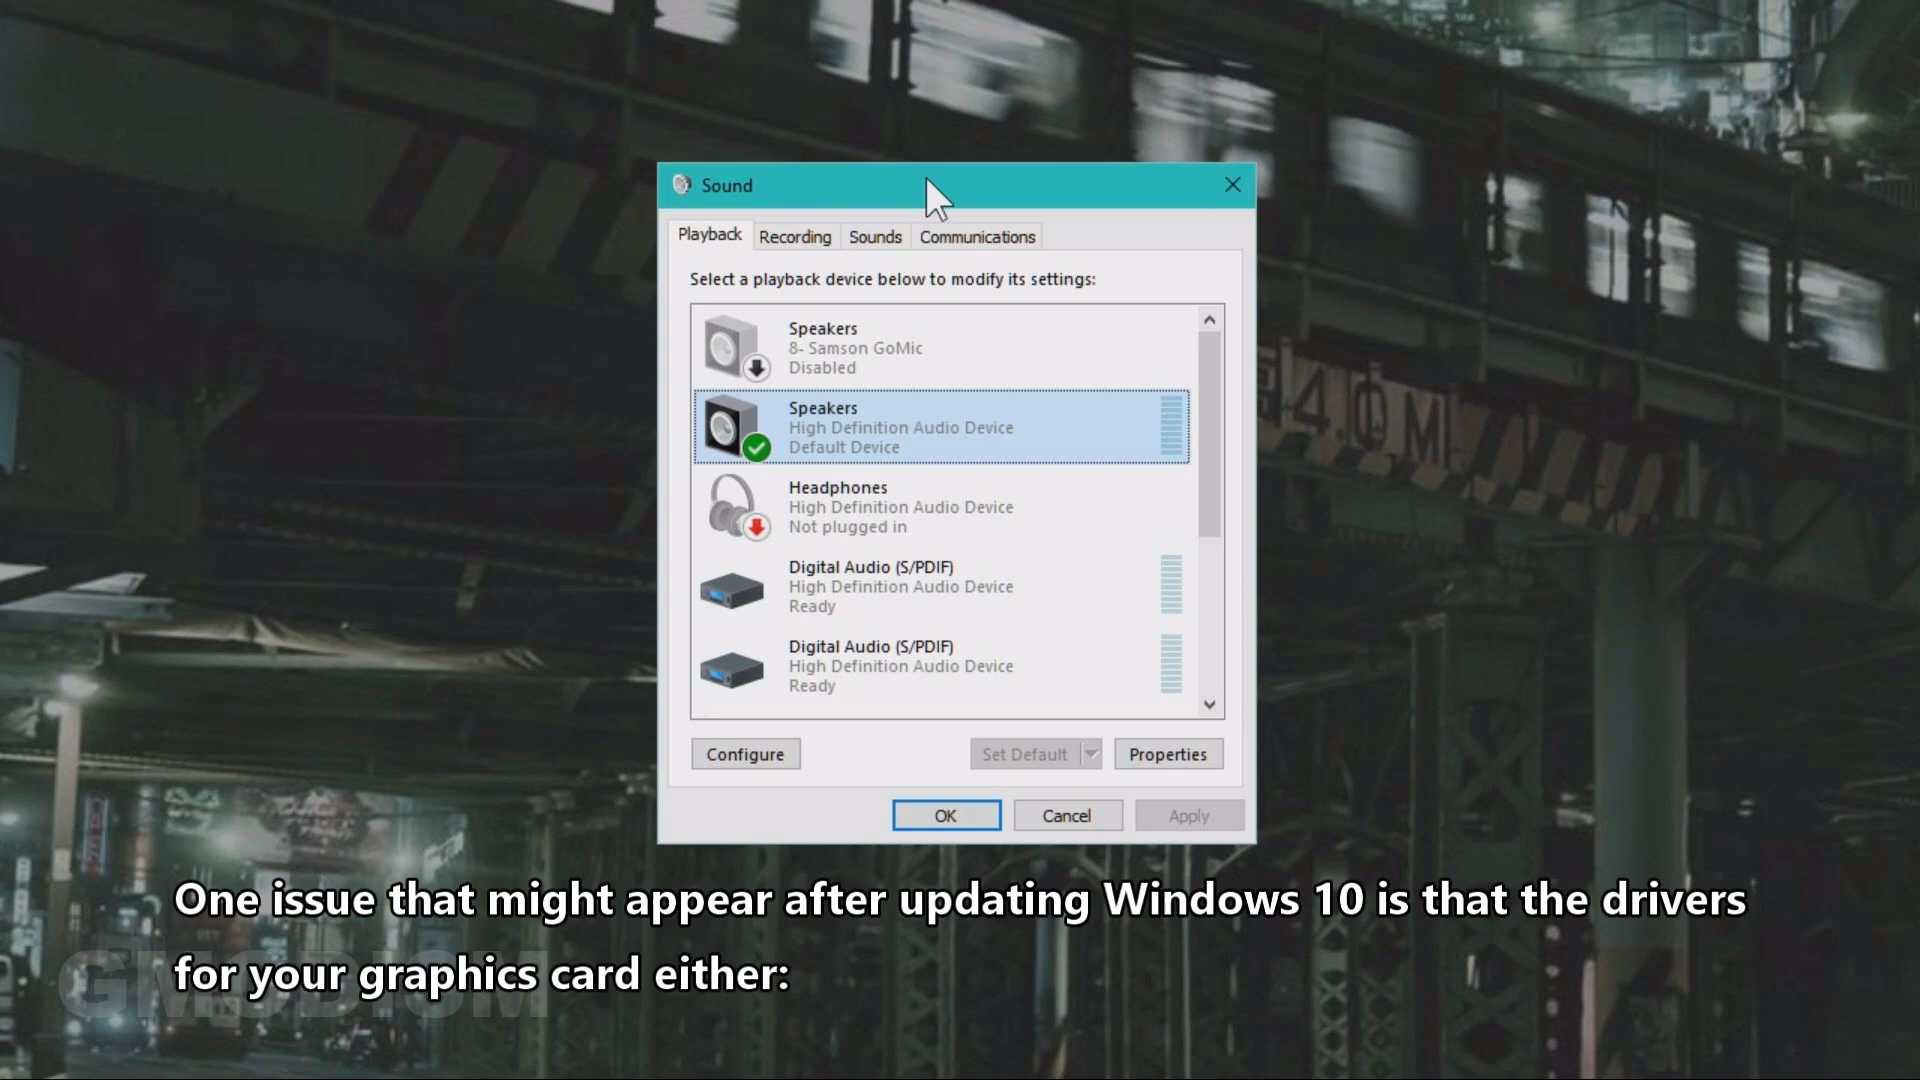 Sound
Playback
Recording
Sounds
Communications
Select a playback device below to modify its settings:
Speakers
8- Samson GoMic
Disabled
Speakers
High Definition Audio Device
Default Device
Headphones
High Definition Audio Device
Not plugged in
Digital Audio (S/PDIF)
High Definition Audio Device
Ready
Digital Audio (S/PDIF)
High Definition Audio Device
Ready
Configure
Set Default
Properties
OK
Cancel
Apply
4.0M
One issue that might appear after updating Windows 10 is that the drivers
for your graphics card either:
GMODISM